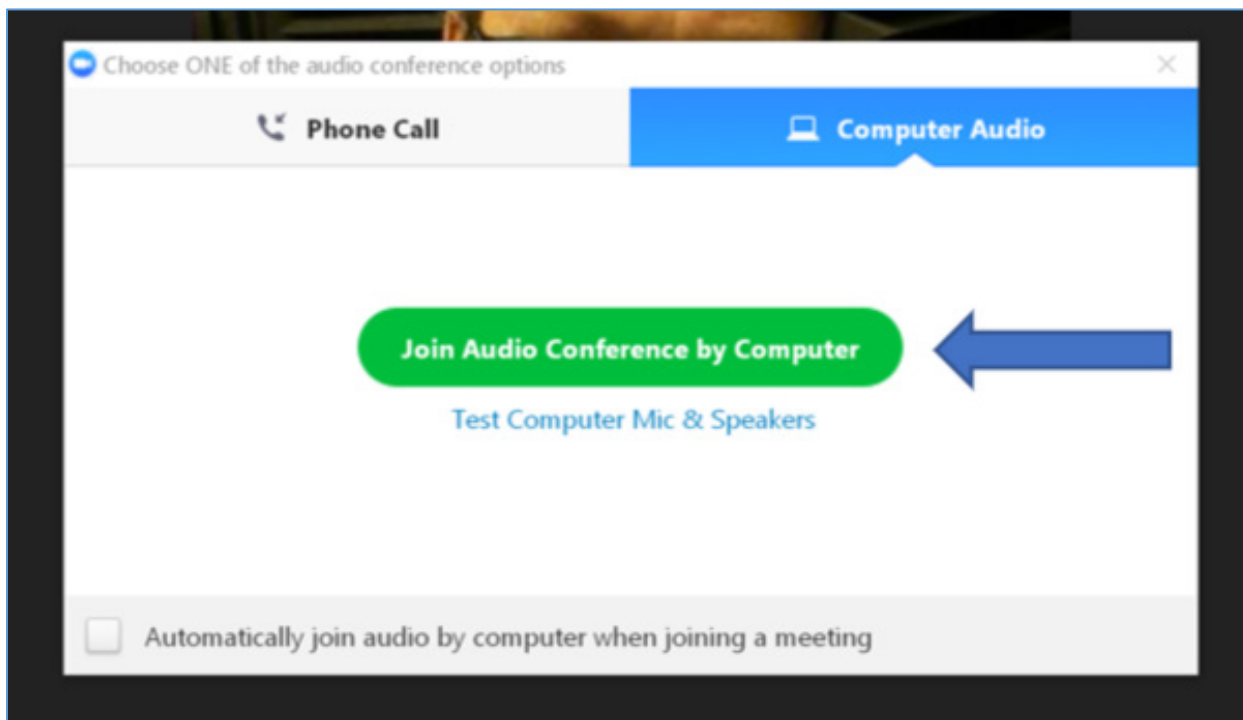 Choose ONE of the audio conference options
Phone Call
Computer Audio
Join Audio Conference by Computer
Test Computer Mic & Speakers
Automatically join audio by computer when joining a meeting